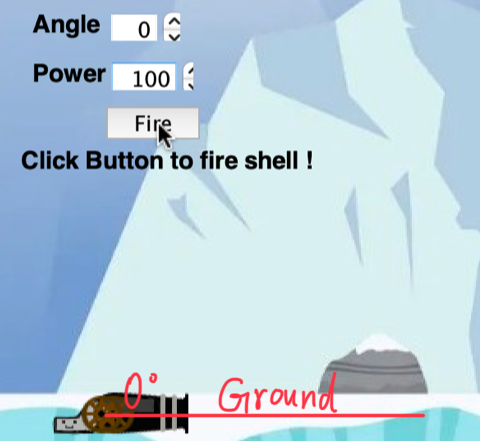 Angle 0
Power 100
Fire
Click Button to fire shell !
0° Ground